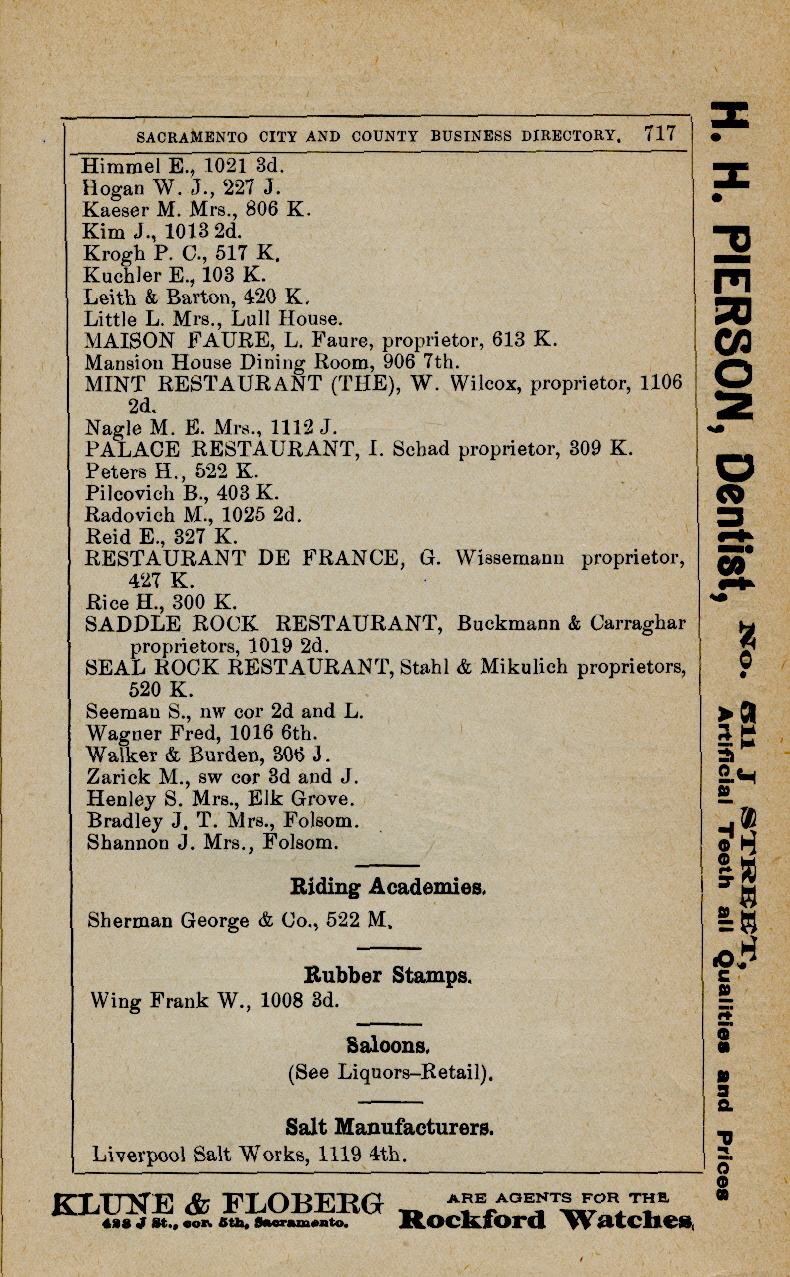 SACRAMENTO CITY AND COUNTY BUSINESS DIRECTORY. 717
Himmel E., 1021 3d.
Hogan W. J., 227 J.
Kaeser M. Mrs., 806 K.
Kim J., 1013 2d.
Krogh P. C., 517 K.
Kuchler E., 103 K.
Leith & Barton, 420 K.
Little L. Mrs., Lull House.
MAISON FAURE, L. Faure, proprietor, 613 K.
Mansion House Dining Room, 906 7th.
MINT RESTAURANT (THE), W. Wilcox, proprietor, 1106
2d.
Nagle M. E. Mrs., 1112 J.
PALACE RESTAURANT, I. Schad proprietor, 309 K.
Peters H., 522 K.
Pilcovich B., 403 K.
Radovich M., 1025 2d.
Reid E., 327 K.
RESTAURANT DE FRANCE, G. Wissemann proprietor,
427 K.
Rice H., 300 K.
SADDLE ROCK RESTAURANT, Buckmann & Carraghar
proprietors, 1019 2d.
SEAL ROCK RESTAURANT, Stahl & Mikulich proprietors,
520 K.
Seeman S., nw cor 2d and L.
Wagner Fred, 1016 6th.
Walker & Burden, 306 J.
Zarick M., sw cor 3d and J.
Henley S. Mrs., Elk Grove.
Bradley J. T. Mrs., Folsom.
Shannon J. Mrs., Folsom.
Riding Academies.
Sherman George & Co., 522 M.
Rubber Stamps.
Wing Frank W., 1008 3d.
Saloons.
(See Liquors–Retail).
Salt Manufacturers.
Liverpool Salt Works, 1119 4th.
KLUNE & FLOBERG
428 J St., cor. 5th, Sacramento.
ARE AGENTS FOR THE
Rockford Watches,
H. H. PIERSON, Dentist, No. 511 J STREET,
Artificial Teeth all Qualities and Prices